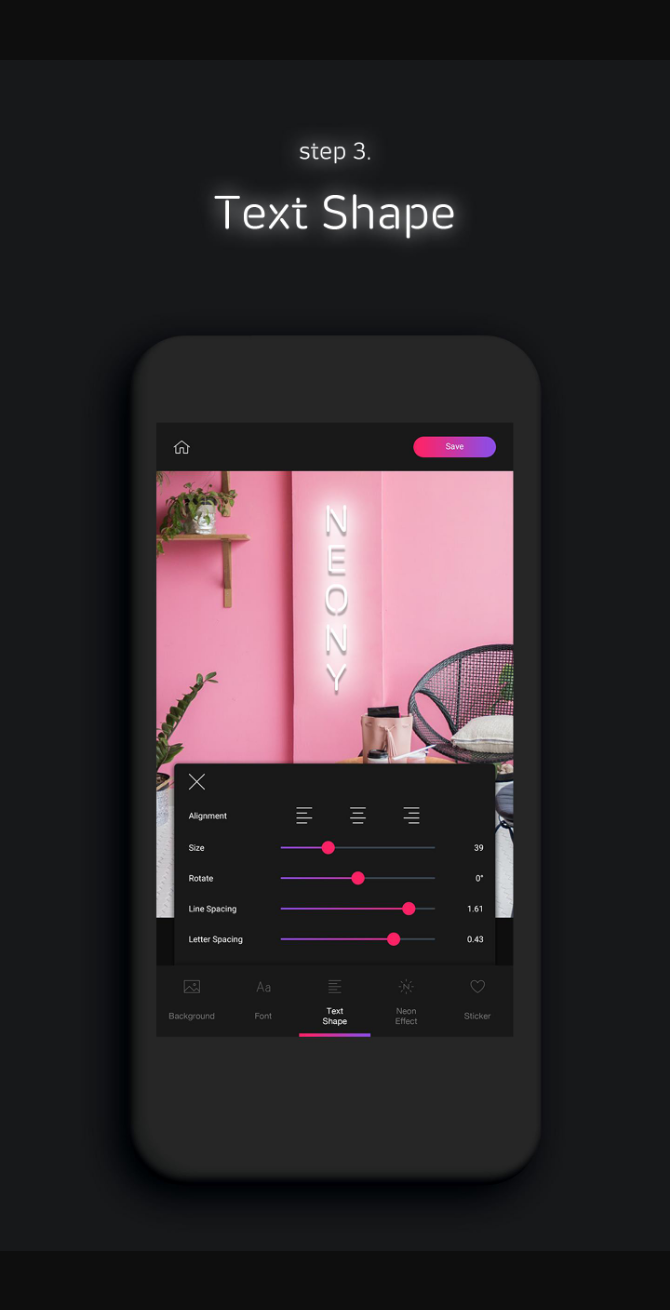 step 3.
Text Shape
Save
N
E
O
N
Y
Alignment
Size 39
Rotate 0°
Line Spacing 1.61
Letter Spacing 0.43
Aa
N
Background Font Text Shape Neon Effect Sticker